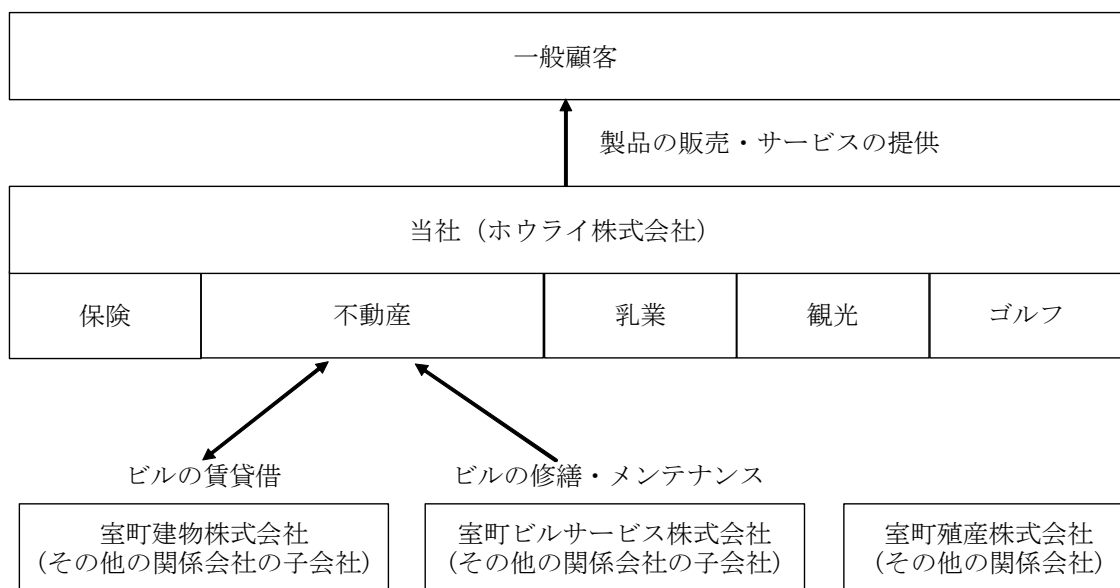 一般顧客
製品の販売・サービスの提供
当社（ホウライ株式会社）
保険
不動産
乳業
観光
ゴルフ
ビルの賃貸借
ビルの修繕・メンテナンス
室町建物株式会社
(その他の関係会社の子会社)
室町ビルサービス株式会社
(その他の関係会社の子会社)
室町殖産株式会社
(その他の関係会社)